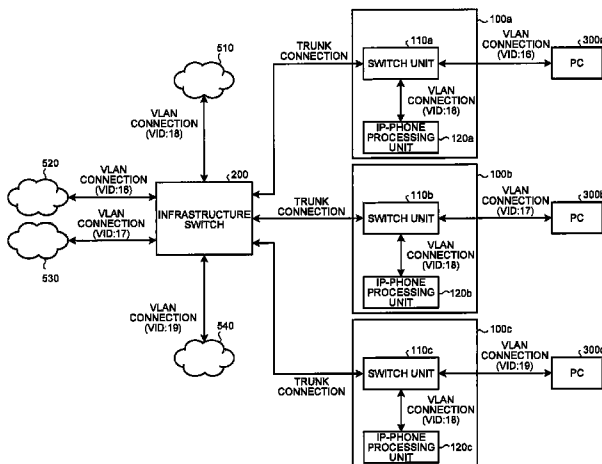 510
VLAN
CONNECTION
(VID:18)
520
VLAN
CONNECTION
(VID:16)
VLAN
CONNECTION
(VID:17)
530
200
INFRASTRUCTURE
SWITCH
VLAN
CONNECTION
(VID:19)
540
TRUNK
CONNECTION
100a
110a
SWITCH UNIT
VLAN
CONNECTION
(VID:18)
IP-PHONE
PROCESSING
UNIT
120a
VLAN
CONNECTION
(VID:16)
300a
PC
TRUNK
CONNECTION
100b
110b
SWITCH UNIT
VLAN
CONNECTION
(VID:18)
IP-PHONE
PROCESSING
UNIT
120b
VLAN
CONNECTION
(VID:17)
300b
PC
TRUNK
CONNECTION
100c
110c
SWITCH UNIT
VLAN
CONNECTION
(VID:18)
IP-PHONE
PROCESSING
UNIT
120c
VLAN
CONNECTION
(VID:19)
300c
PC